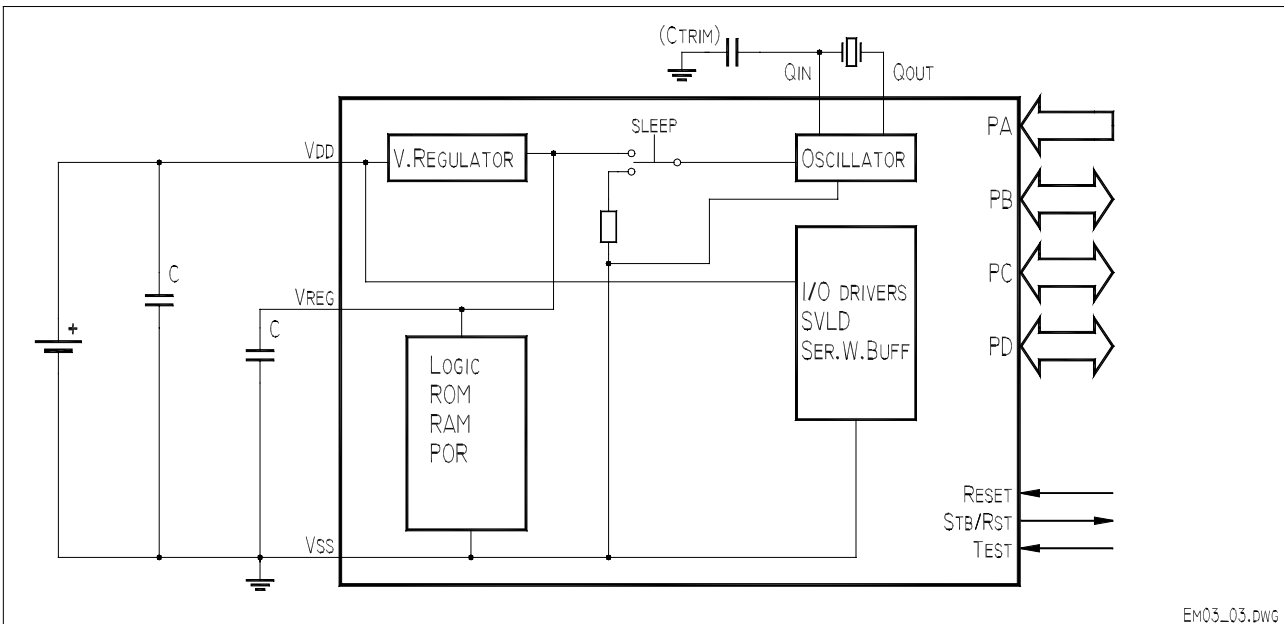 (CTRIM)
QIN
QOUT
SLEEP
PA
VDD
V.REGULATOR
OSCILLATOR
PB
C
PC
VREG
I/O DRIVERS
SVLD
SER.W.BUFF
+
C
PD
LOGIC
ROM
RAM
POR
RESET
STB/RST
VSS
TEST
EM03_03.DWG